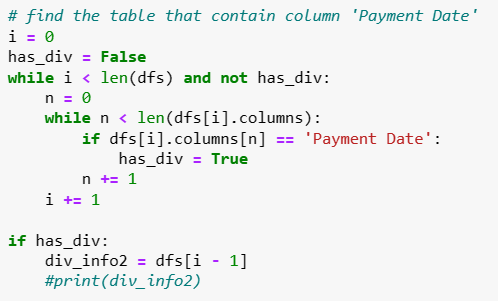 # find the table that contain column 'Payment Date'
i = 0
has_div = False
while i < len(dfs) and not has_div:
    n = 0
    while n < len(dfs[i].columns):
        if dfs[i].columns[n] == 'Payment Date':
            has_div = True
        n += 1
    i += 1

if has_div:
    div_info2 = dfs[i - 1]
    #print(div_info2)